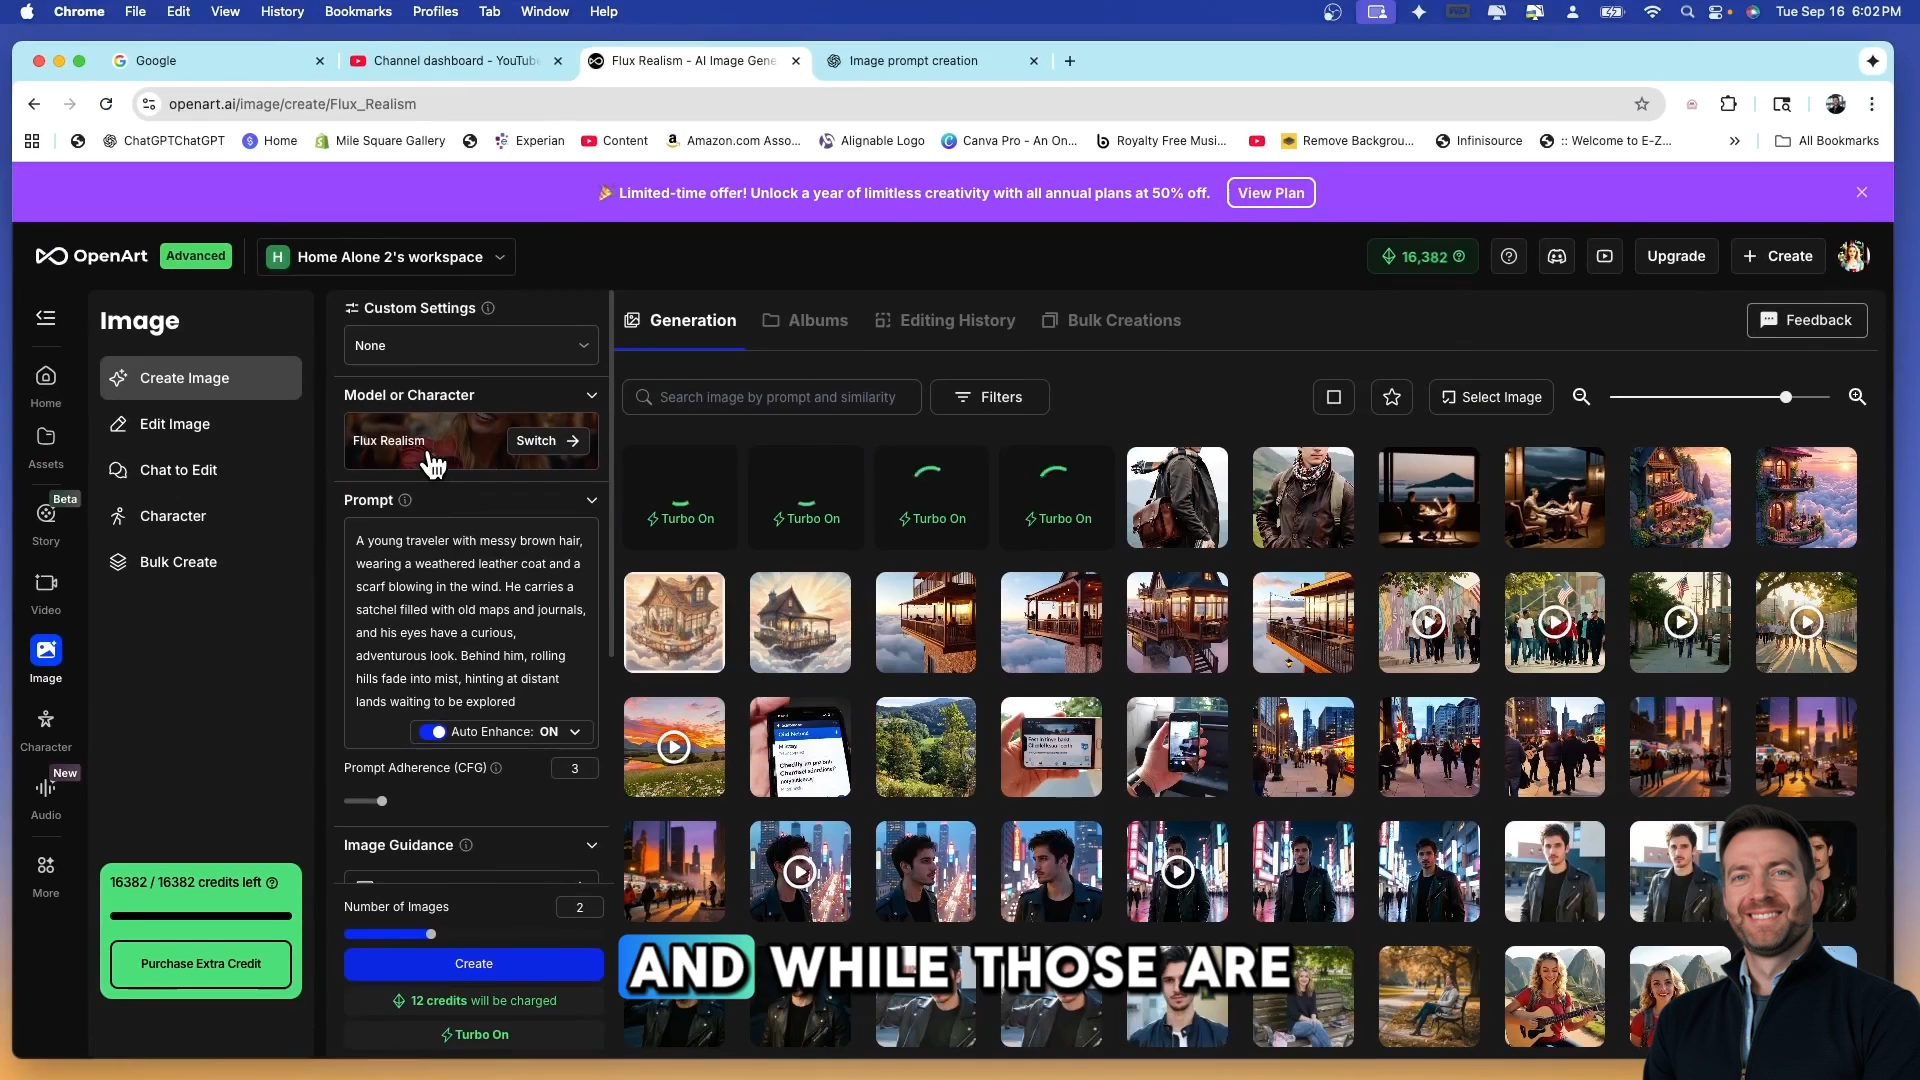 Chrome File Edit View History Bookmarks Profiles Tab Window Help
Tue Sep 16 6:02 PM
Google
Channel dashboard - YouTube
Flux Realism - AI Image Gene
Image prompt creation
openart.ai/image/create/Flux_Realism
ChatGPTChatGPT
Home
Mile Square Gallery
Experian
Content
Amazon.com Asso...
Alignable Logo
Canva Pro - An On...
Royalty Free Musi...
Remove Backgrou...
Infinisource
:: Welcome to E-Z...
All Bookmarks
Limited-time offer! Unlock a year of limitless creativity with all annual plans at 50% off.
View Plan
OpenArt
Advanced
H
Home Alone 2's workspace
16,382
Upgrade
+ Create
Home
Assets
Beta
Story
Video
Image
Character
New
Audio
More
Image
Create Image
Edit Image
Chat to Edit
Character
Bulk Create
16382 / 16382 credits left
Purchase Extra Credit
Custom Settings
None
Model or Character
Flux Realism
Switch
Prompt
A young traveler with messy brown hair,
wearing a weathered leather coat and a
scarf blowing in the wind. He carries a
satchel filled with old maps and journals,
and his eyes have a curious,
adventurous look. Behind him, rolling
hills fade into mist, hinting at distant
lands waiting to be explored
Auto Enhance: ON
Prompt Adherence (CFG)
3
Image Guidance
Number of Images
2
Create
12 credits will be charged
Turbo On
Generation
Albums
Editing History
Bulk Creations
Feedback
Search image by prompt and similarity
Filters
Select Image
Turbo On
Turbo On
Turbo On
Turbo On
AND WHILE THOSE ARE